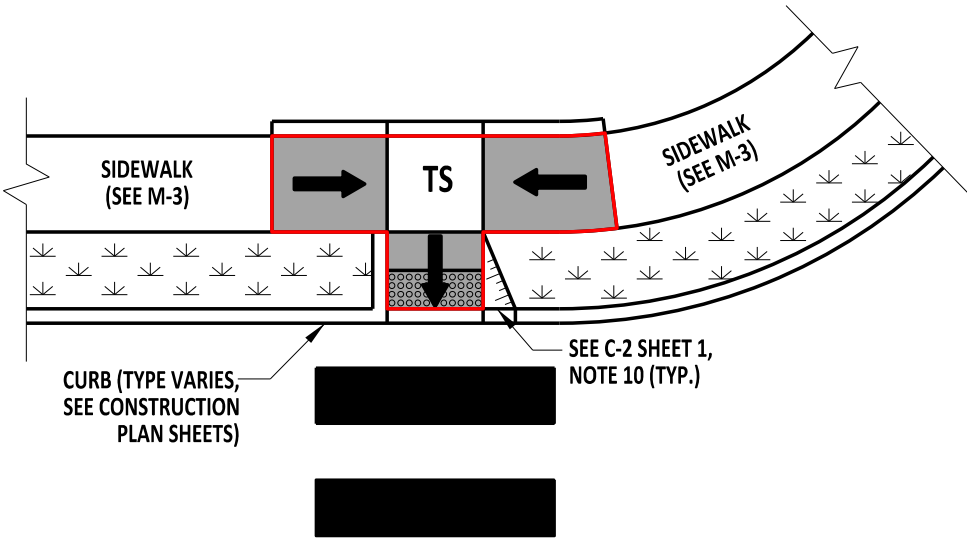 SIDEWALK
(SEE M-3)
TS
SIDEWALK
(SEE M-3)
SEE C-2 SHEET 1,
NOTE 10 (TYP.)
CURB (TYPE VARIES,
SEE CONSTRUCTION
PLAN SHEETS)